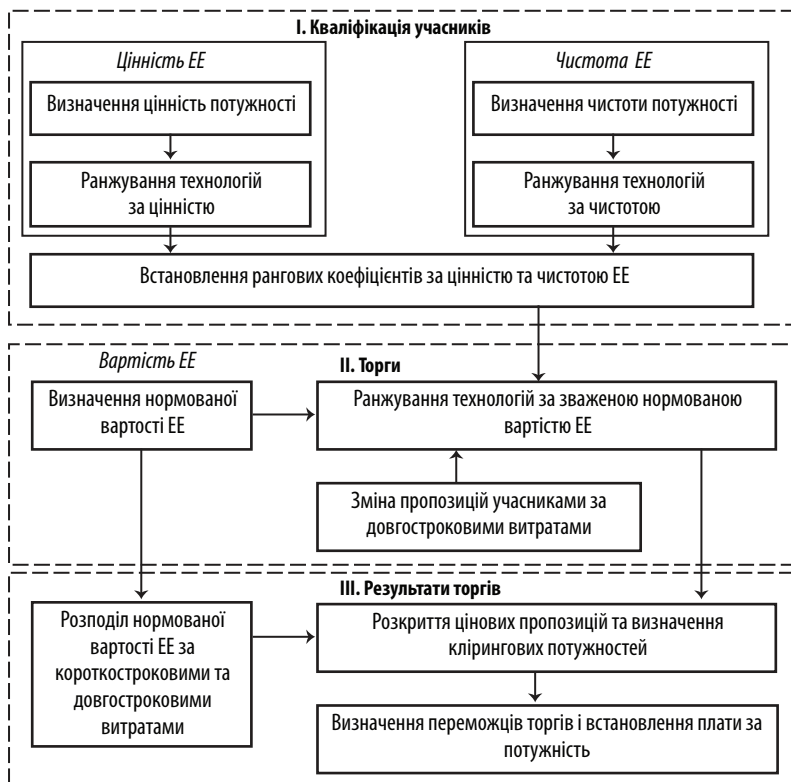 I. Кваліфікація учасників
Цінність ЕЕ
Визначення цінність потужності
Ранжування технологій
за цінністю
Чистота ЕЕ
Визначення чистоти потужності
Ранжування технологій
за чистотою
Встановлення рангових коефіцієнтів за цінністю та чистотою ЕЕ
Вартість ЕЕ
II. Торги
Визначення нормованої
вартості ЕЕ
Ранжування технологій за зваженою нормованою
вартістю ЕЕ
Зміна пропозицій учасниками за
довгостроковими витратами
III. Результати торгів
Розподіл нормованої
вартості ЕЕ за
короткостроковими та
довгостроковими
витратами
Розкриття цінових пропозицій та визначення
клірингових потужностей
Визначення переможців торгів і встановлення плати за
потужність